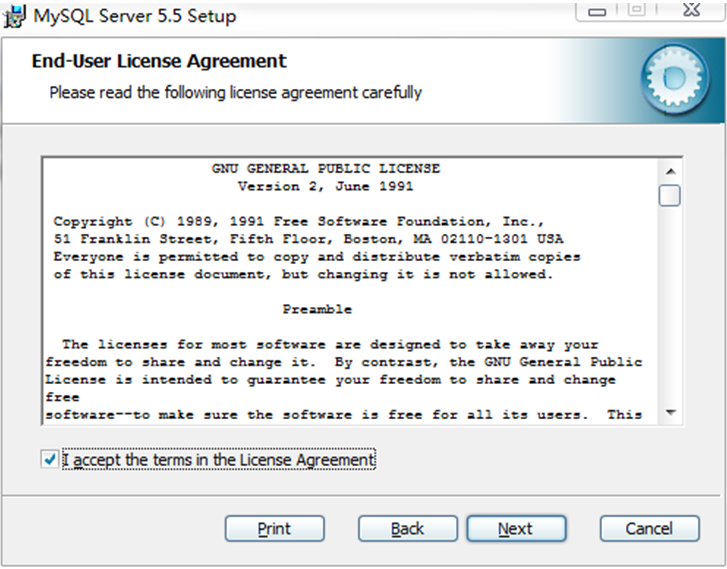 MySQL Server 5.5 Setup
End-User License Agreement
Please read the following license agreement carefully
GNU GENERAL PUBLIC LICENSE
Version 2, June 1991
Copyright (C) 1989, 1991 Free Software Foundation, Inc.,
51 Franklin Street, Fifth Floor, Boston, MA 02110-1301 USA
Everyone is permitted to copy and distribute verbatim copies
of this license document, but changing it is not allowed.
Preamble
The licenses for most software are designed to take away your
freedom to share and change it.  By contrast, the GNU General Public
License is intended to guarantee your freedom to share and change
free
software--to make sure the software is free for all its users.  This
I accept the terms in the License Agreement
Print Back Next Cancel